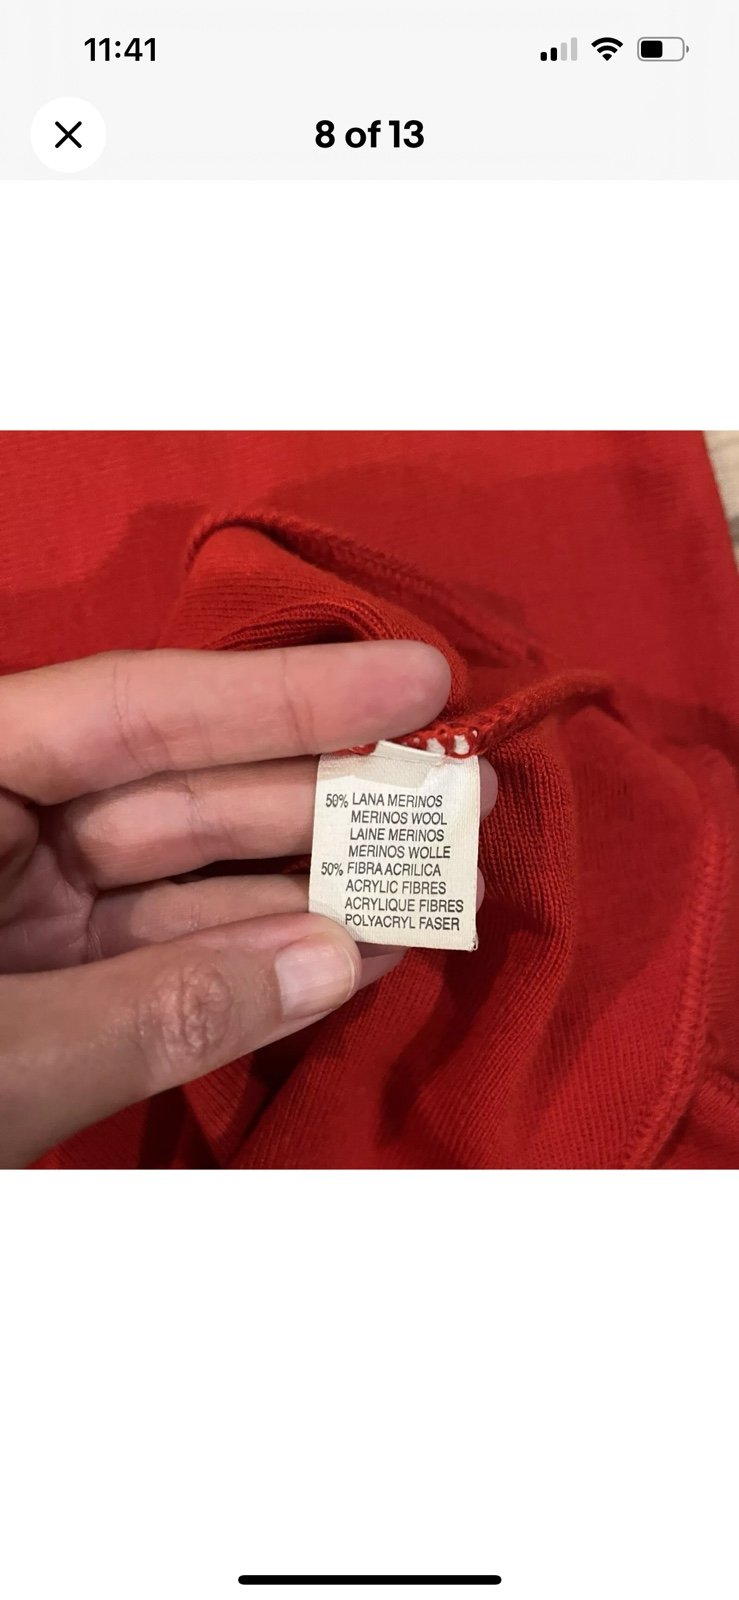 11:41
8 of 13
50% LANA MERINOS
MERINOS WOOL
LAINE MERINOS
MERINOS WOLLE
50% FIBRA ACRILICA
ACRYLIC FIBRES
ACRYLIQUE FIBRES
POLYACRYL FASER